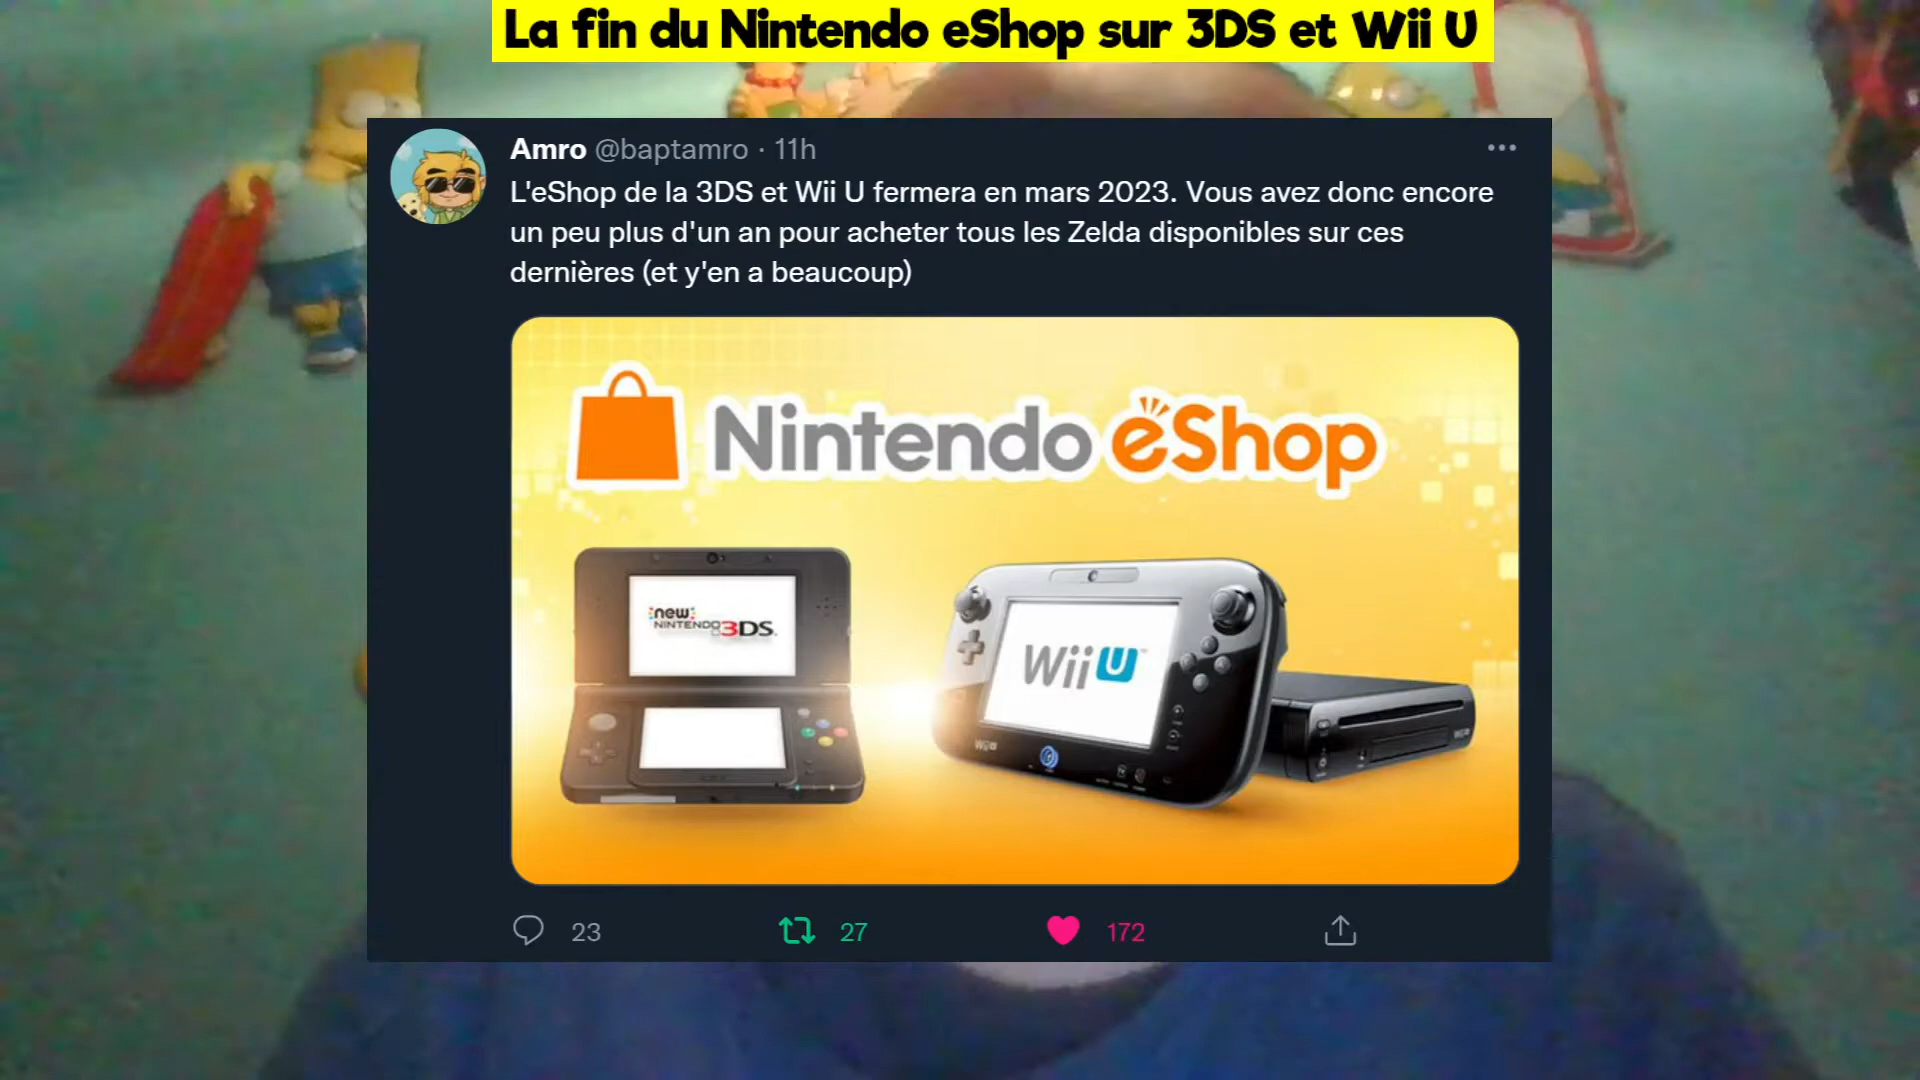 La fin du Nintendo eShop sur 3DS et Wii U
Amro @baptamro · 11h
L'eShop de la 3DS et Wii U fermera en mars 2023. Vous avez donc encore
un peu plus d'un an pour acheter tous les Zelda disponibles sur ces
dernières (et y'en a beaucoup)
Nintendo eShop
new
NINTENDO3DS.
Wii U
WiiU
23
27
172